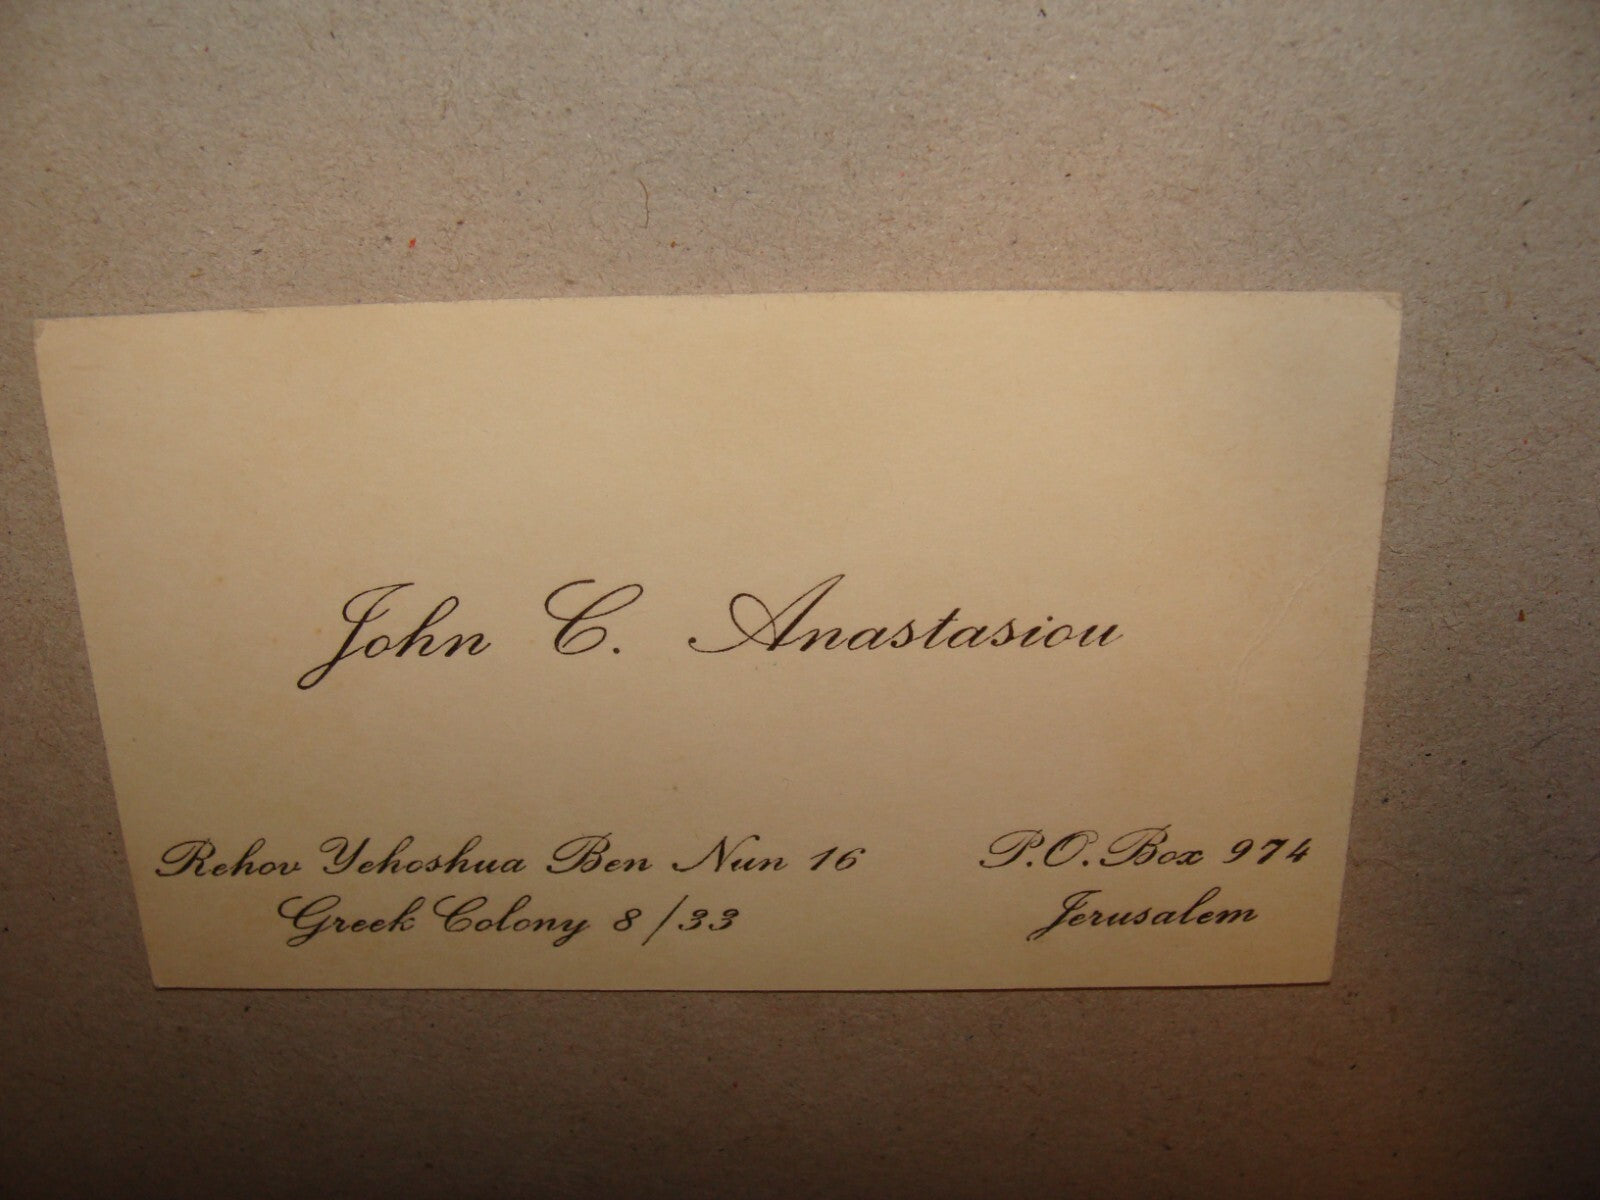 John C. Anastasiou
Rehov Yehoshua Ben Nun 16
Greek Colony 8/33
P.O. Box 974
Jerusalem